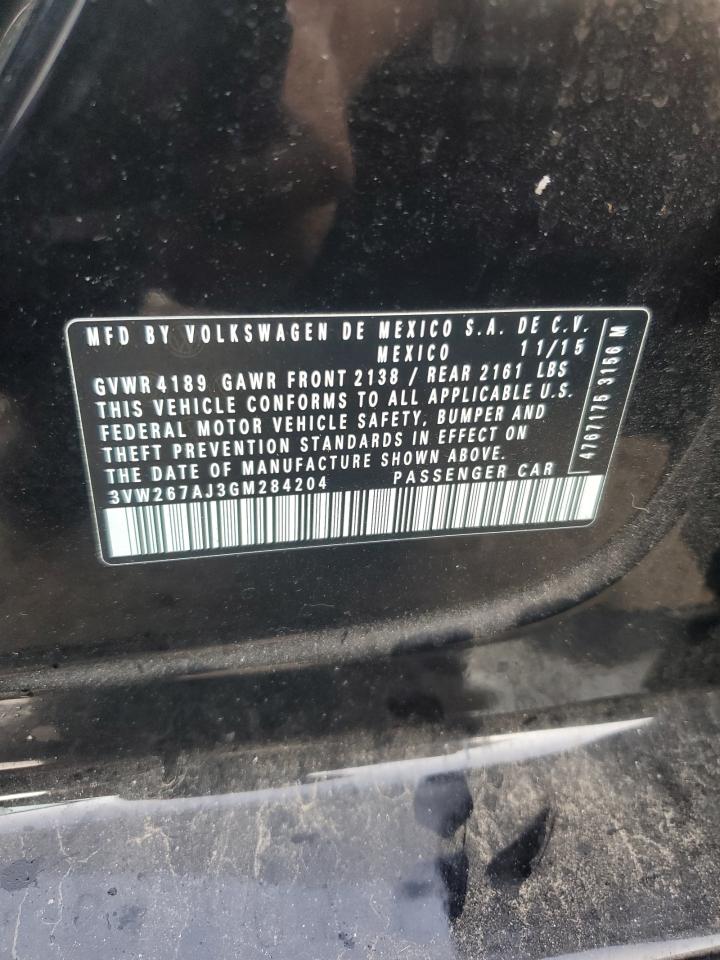 MFD BY VOLKSWAGEN DE MEXICO S.A. DE C.V.
MEXICO 11/15
GVWR 4189 GAWR FRONT 2138 / REAR 2161 LBS
THIS VEHICLE CONFORMS TO ALL APPLICABLE U.S.
FEDERAL MOTOR VEHICLE SAFETY, BUMPER AND
THEFT PREVENTION STANDARDS IN EFFECT ON
THE DATE OF MANUFACTURE SHOWN ABOVE.
3VW267AJ3GM284204 PASSENGER CAR
4767175 3156 M